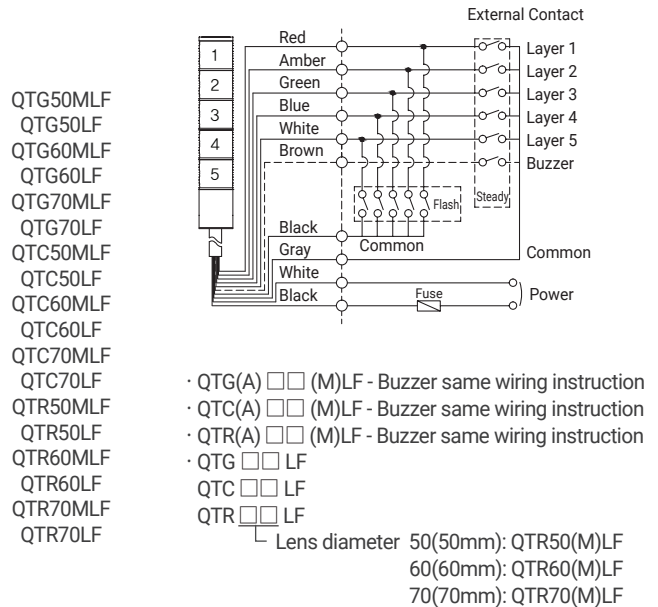 External Contact
Red
Amber
Green
Blue
White
Brown
Layer 1
Layer 2
Layer 3
Layer 4
Layer 5
Buzzer
1
2
3
4
5
Flash
Steady
Black
Common
Gray
Common
White
Black
Fuse
Power
QTG50MLF
QTG50LF
QTG60MLF
QTG60LF
QTG70MLF
QTG70LF
QTC50MLF
QTC50LF
QTC60MLF
QTC60LF
QTC70MLF
QTC70LF
QTR50MLF
QTR50LF
QTR60MLF
QTR60LF
QTR70MLF
QTR70LF
· QTG(A) □□ (M)LF - Buzzer same wiring instruction
· QTC(A) □□ (M)LF - Buzzer same wiring instruction
· QTR(A) □□ (M)LF - Buzzer same wiring instruction
· QTG □□ LF
QTC □□ LF
QTR □□ LF
Lens diameter 50(50mm): QTR50(M)LF
60(60mm): QTR60(M)LF
70(70mm): QTR70(M)LF